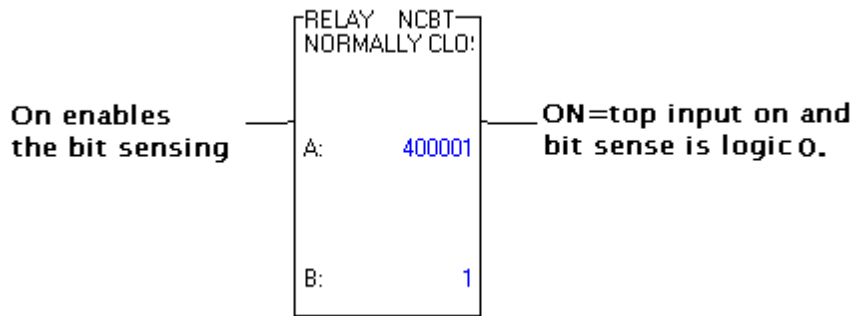 RELAY NCBT
NORMALLY CLOS
On enables
the bit sensing
ON=top input on and
bit sense is logic 0.
A: 400001
B: 1